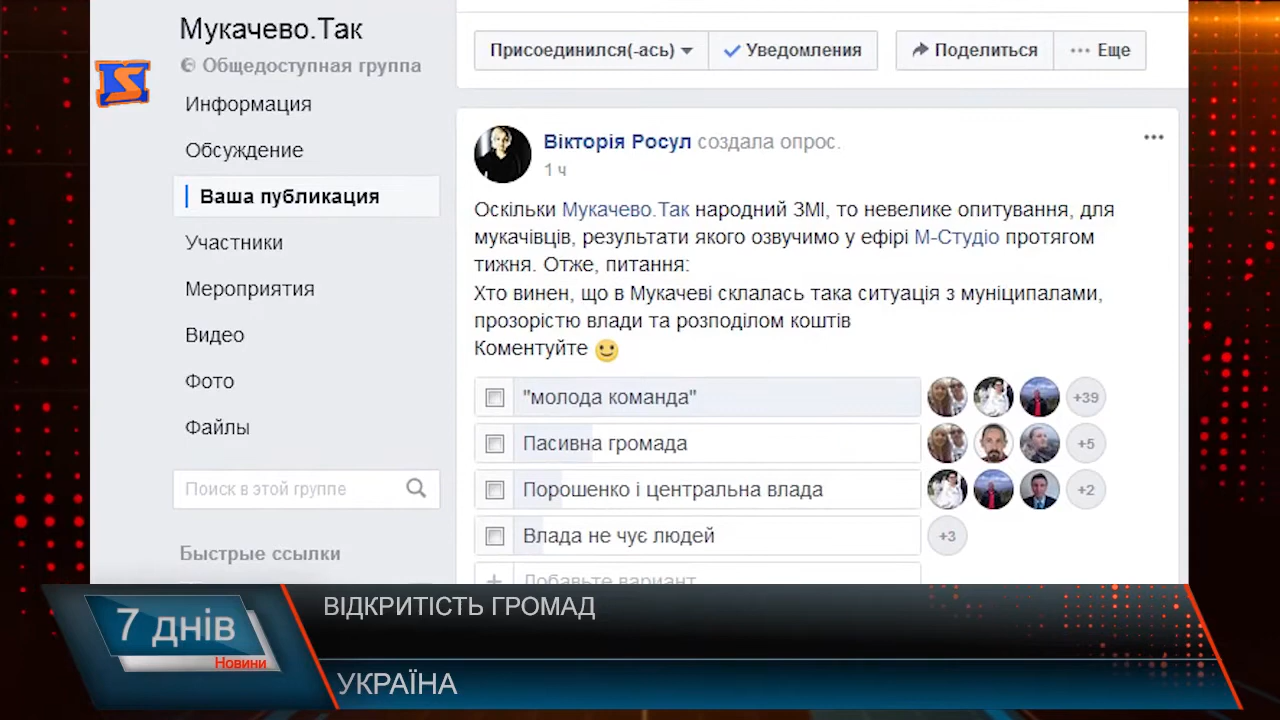 Мукачево.Так
Общедоступная группа
Информация
Обсуждение
Ваша публикация
Участники
Мероприятия
Видео
Фото
Файлы
Поиск в этой группе
Быстрые ссылки
Присоединился(-ась)
Уведомления
Поделиться
Еще
Вікторія Росул создала опрос.
1 ч
Оскільки Мукачево.Так народний ЗМІ, то невелике опитування, для
мукачівців, результати якого озвучимо у ефірі М-Студіо протягом
тижня. Отже, питання:
Хто винен, що в Мукачеві склалась така ситуація з муніципалами,
прозорістю влади та розподілом коштів
Коментуйте
"молода команда"
+39
Пасивна громада
+5
Порошенко і центральна влада
+2
Влада не чує людей
+3
Добавьте вариант
7 днів
Новини
ВІДКРИТІСТЬ ГРОМАД
УКРАЇНА